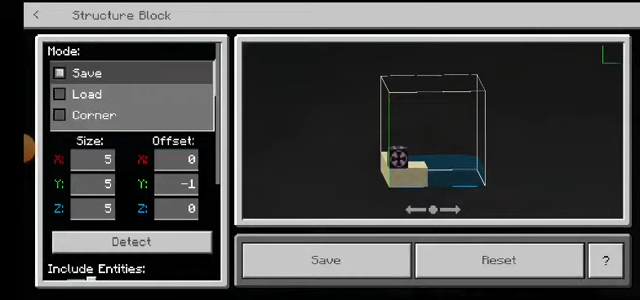 < Structure Block
Mode:
Save
Load
Corner
Size: Offset:
X: 5 X: 0
Y: 5 Y: -1
Z: 5 Z: 0
Detect
Include Entities:
Save Reset ?